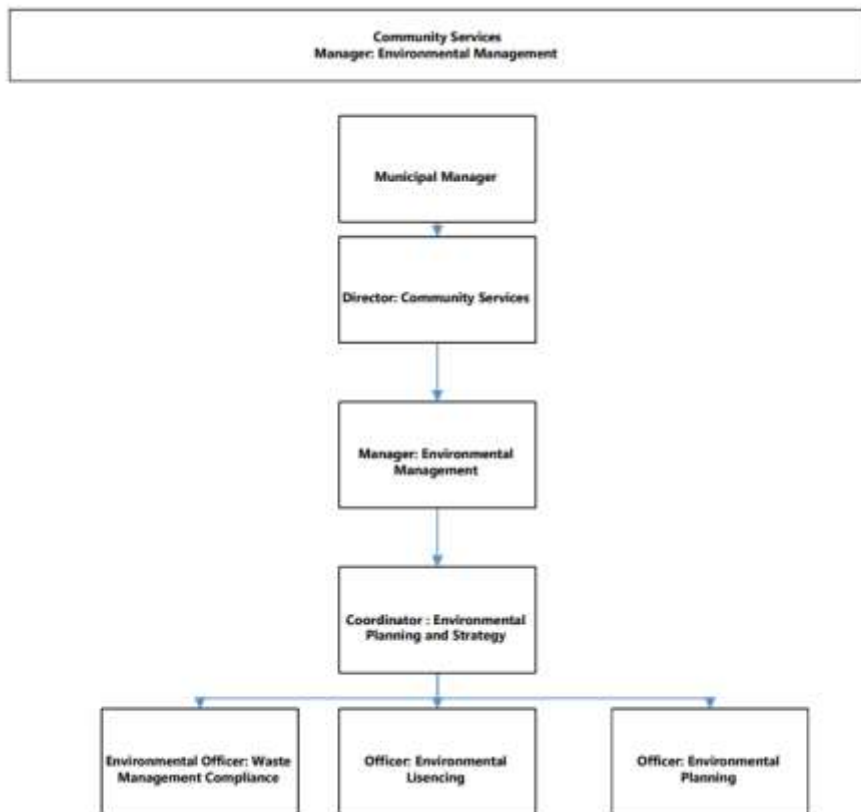 Community Services
Manager: Environmental Management
Municipal Manager
Director: Community Services
Manager: Environmental
Management
Coordinator : Environmental
Planning and Strategy
Environmental Officer: Waste
Management Compliance
Officer: Environmental
Lisencing
Officer: Environmental
Planning